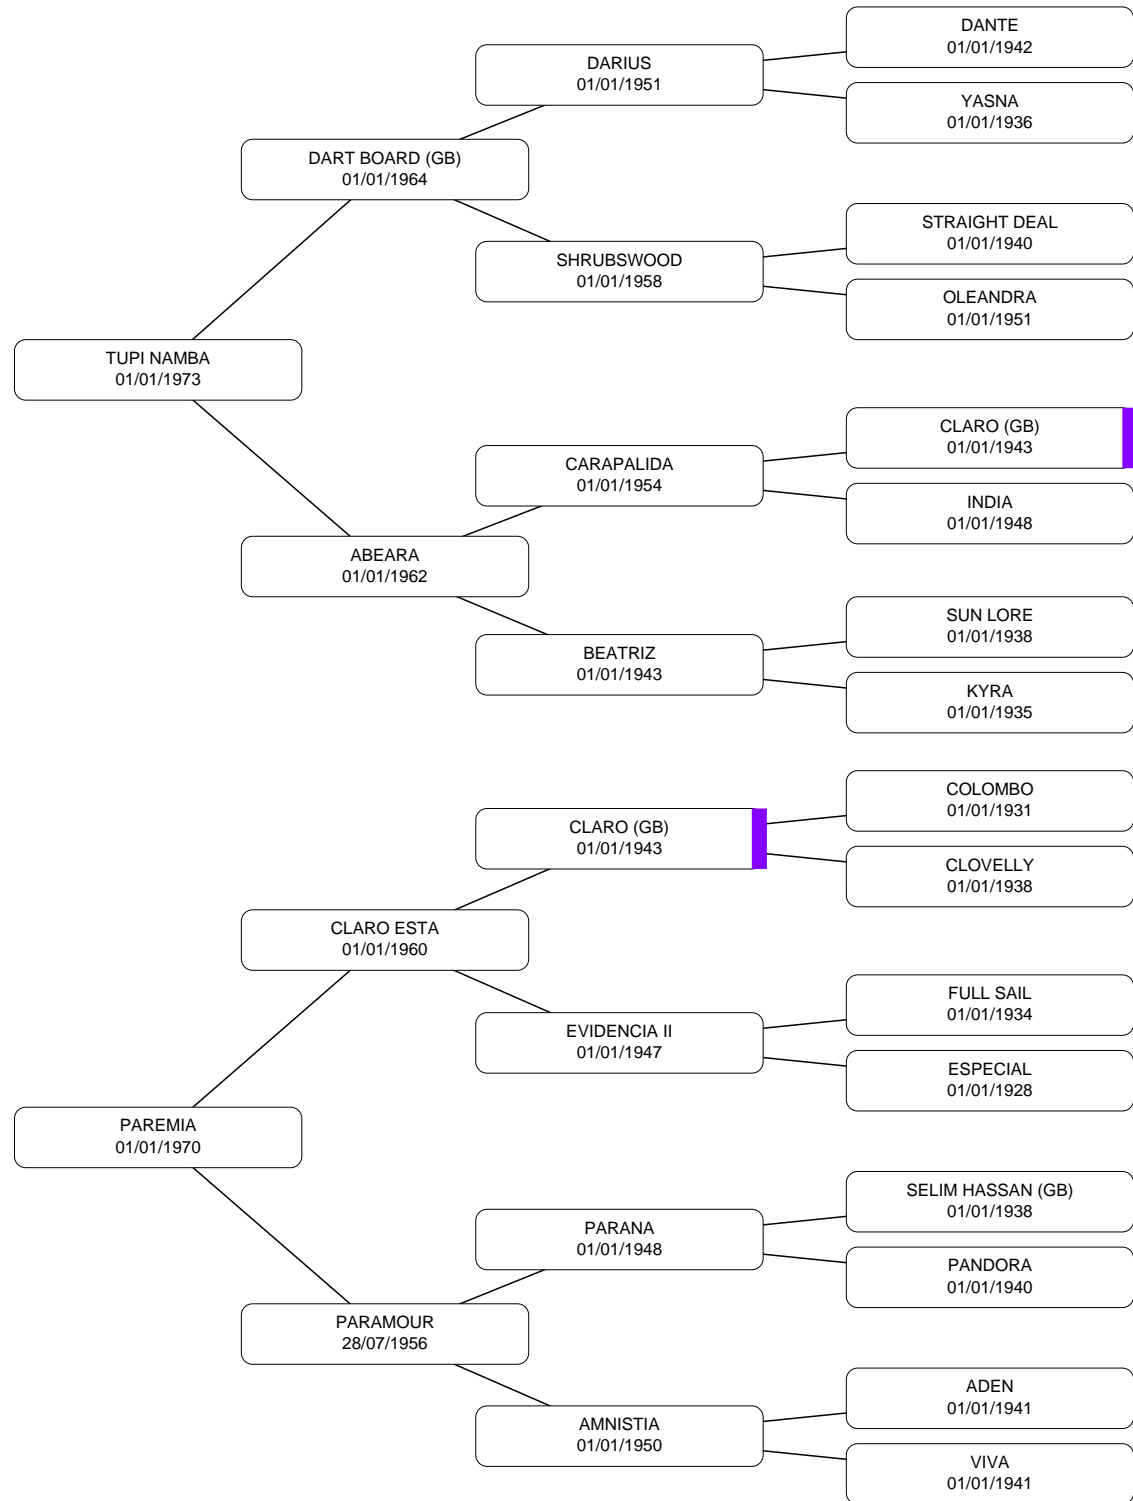 DANTE
01/01/1942
DARIUS
01/01/1951
YASNA
01/01/1936
DART BOARD (GB)
01/01/1964
STRAIGHT DEAL
01/01/1940
SHRUBSWOOD
01/01/1958
OLEANDRA
01/01/1951
TUPI NAMBA
01/01/1973
CLARO (GB)
01/01/1943
CARAPALIDA
01/01/1954
INDIA
01/01/1948
ABEARA
01/01/1962
SUN LORE
01/01/1938
BEATRIZ
01/01/1943
KYRA
01/01/1935
COLOMBO
01/01/1931
CLARO (GB)
01/01/1943
CLOVELLY
01/01/1938
CLARO ESTA
01/01/1960
FULL SAIL
01/01/1934
EVIDENCIA II
01/01/1947
ESPECIAL
01/01/1928
PAREMIA
01/01/1970
SELIM HASSAN (GB)
01/01/1938
PARANA
01/01/1948
PANDORA
01/01/1940
PARAMOUR
28/07/1956
ADEN
01/01/1941
AMNISTIA
01/01/1950
VIVA
01/01/1941